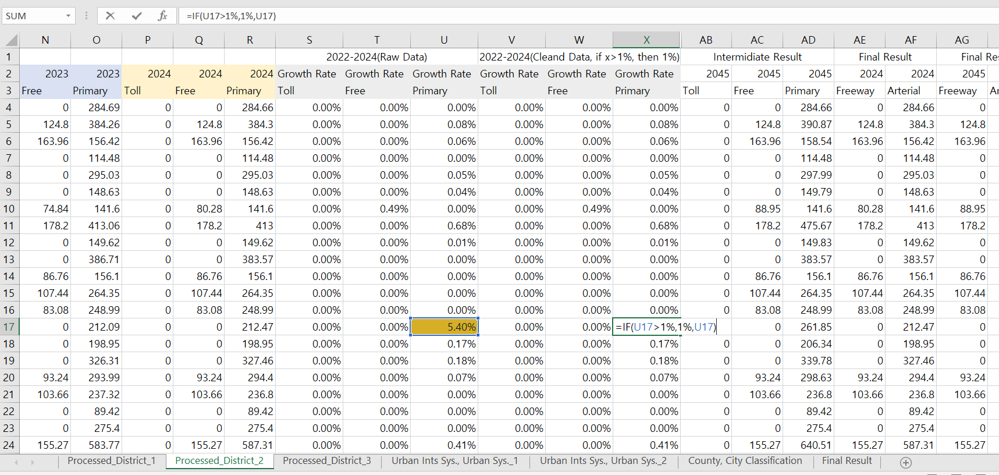 SUM =IF(U17>1%,1%,U17)
N O P Q R S T U V W X AB AC AD AE AF AG
1 2022-2024(Raw Data) 2022-2024(Cleand Data, if x>1%, then 1%) Intermidiate Result Final Result Final Res
2 2023 2023 2024 2024 2024 Growth Rate Growth Rate Growth Rate Growth Rate Growth Rate Growth Rate 2045 2045 2045 2024 2024 2045
3 Free Primary Toll Free Primary Toll Free Primary Toll Free Primary Toll Free Primary Freeway Arterial Freeway Ar
4 0 284.69 0 0 284.66 0.00% 0.00% 0.00% 0.00% 0.00% 0.00% 0 0 284.66 0 284.66 0
5 124.8 384.26 0 124.8 384.3 0.00% 0.00% 0.08% 0.00% 0.00% 0.08% 0 124.8 390.87 124.8 384.3 124.8
6 163.96 156.42 0 163.96 156.42 0.00% 0.00% 0.06% 0.00% 0.00% 0.06% 0 163.96 158.54 163.96 156.42 163.96
7 0 114.48 0 0 114.48 0.00% 0.00% 0.00% 0.00% 0.00% 0.00% 0 0 114.48 0 114.48 0
8 0 295.03 0 0 295.03 0.00% 0.00% 0.05% 0.00% 0.00% 0.05% 0 0 297.99 0 295.03 0
9 0 148.63 0 0 148.63 0.00% 0.00% 0.04% 0.00% 0.00% 0.04% 0 0 149.79 0 148.63 0
10 74.84 141.6 0 80.28 141.6 0.00% 0.49% 0.00% 0.00% 0.49% 0.00% 0 88.95 141.6 80.28 141.6 88.95
11 178.2 413.06 0 178.2 413 0.00% 0.00% 0.68% 0.00% 0.00% 0.68% 0 178.2 475.67 178.2 413 178.2
12 0 149.62 0 0 149.62 0.00% 0.00% 0.01% 0.00% 0.00% 0.01% 0 0 149.83 0 149.62 0
13 0 386.71 0 0 383.57 0.00% 0.00% 0.00% 0.00% 0.00% 0.00% 0 0 383.57 0 383.57 0
14 86.76 156.1 0 86.76 156.1 0.00% 0.00% 0.00% 0.00% 0.00% 0.00% 0 86.76 156.1 86.76 156.1 86.76
15 107.44 264.35 0 107.44 264.35 0.00% 0.00% 0.00% 0.00% 0.00% 0.00% 0 107.44 264.35 107.44 264.35 107.44
16 83.08 248.99 0 83.08 248.99 0.00% 0.00% 0.00% 0.00% 0.00% 0.00% 0 83.08 248.99 83.08 248.99 83.08
17 0 212.09 0 0 212.47 0.00% 0.00% 5.40% 0.00% 0.00% =IF(U17>1%,1%,U17) 0 261.85 0 212.47 0
18 0 198.95 0 0 198.95 0.00% 0.00% 0.17% 0.00% 0.00% 0.17% 0 0 206.34 0 198.95 0
19 0 326.31 0 0 327.46 0.00% 0.00% 0.18% 0.00% 0.00% 0.18% 0 0 339.78 0 327.46 0
20 93.24 293.99 0 93.24 294.4 0.00% 0.00% 0.07% 0.00% 0.00% 0.07% 0 93.24 298.63 93.24 294.4 93.24
21 103.66 237.32 0 103.66 236.8 0.00% 0.00% 0.00% 0.00% 0.00% 0.00% 0 103.66 236.8 103.66 236.8 103.66
22 0 89.42 0 0 89.42 0.00% 0.00% 0.00% 0.00% 0.00% 0.00% 0 0 89.42 0 89.42 0
23 0 275.4 0 0 275.4 0.00% 0.00% 0.00% 0.00% 0.00% 0.00% 0 0 275.4 0 275.4 0
24 155.27 583.77 0 155.27 587.31 0.00% 0.00% 0.41% 0.00% 0.00% 0.41% 0 155.27 640.51 155.27 587.31 155.27
Processed_District_1 Processed_District_2 Processed_District_3 Urban Ints Sys., Urban Sys._1 Urban Ints Sys., Urban Sys._2 County, City Classification Final Result